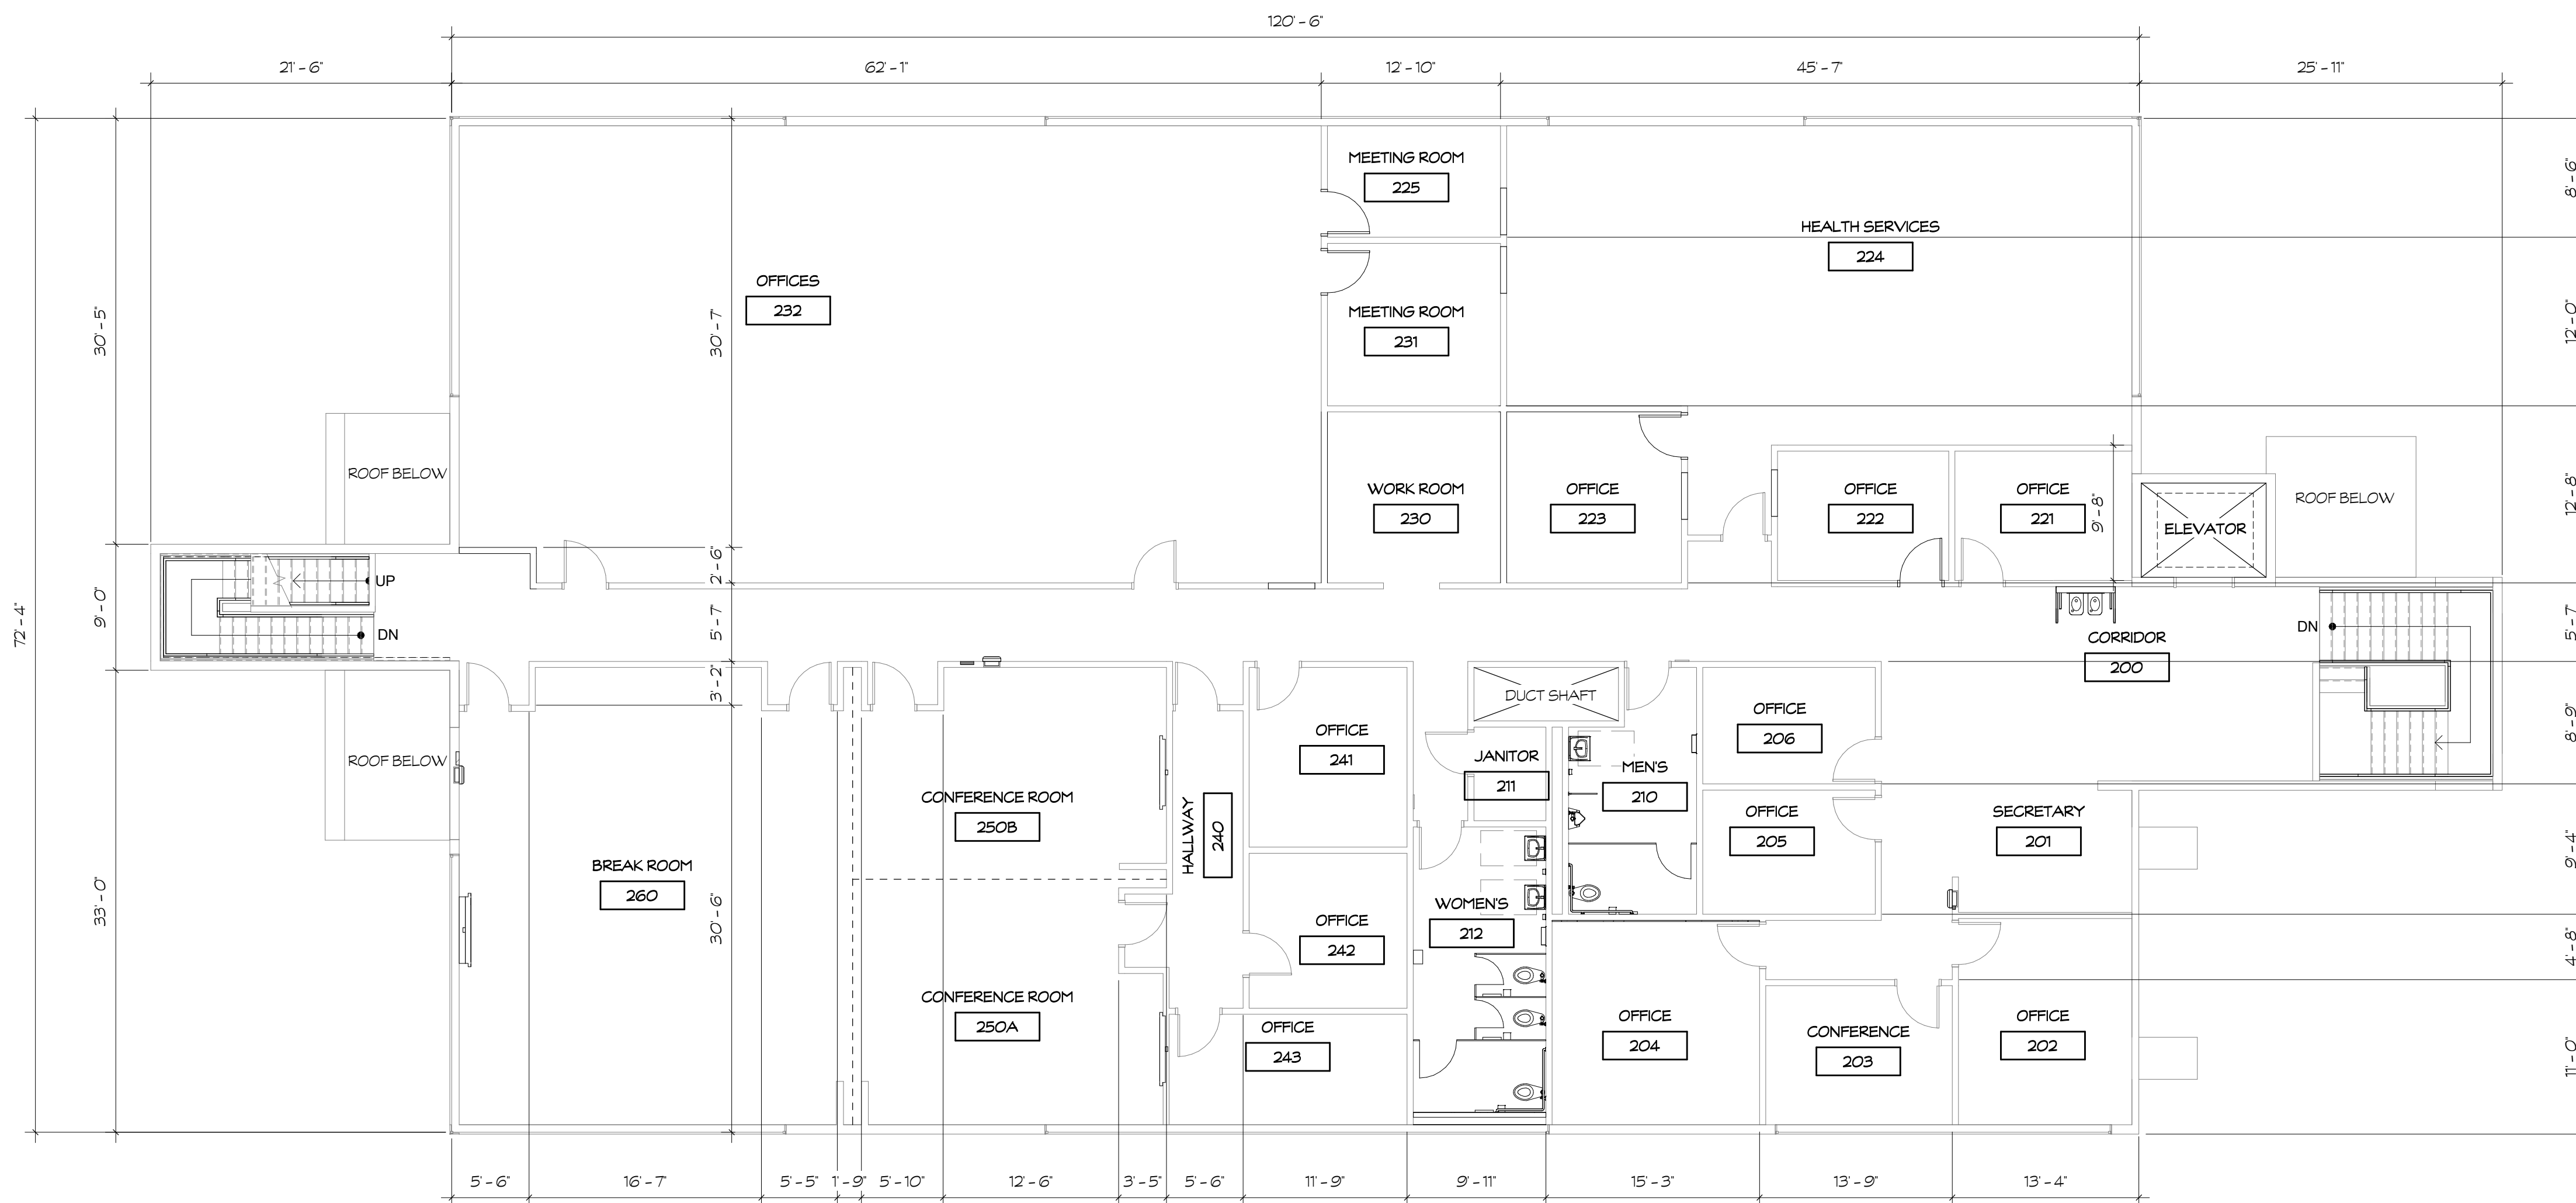 120' - 6"
21' - 6"
62' - 1"
12' - 10"
45' - 7"
25' - 11"
MEETING ROOM
225
8' - 6"
HEALTH SERVICES
224
OFFICES
232
30' - 5"
30' - 7"
MEETING ROOM
231
12' - 0"
ROOF BELOW
WORK ROOM
230
OFFICE
223
OFFICE
222
OFFICE
221
9' - 8"
ELEVATOR
ROOF BELOW
12' - 8"
UP
DN
72' - 4"
9' - 0"
2' - 6"
5' - 7
DN
CORRIDOR
200
5' - 7
3' - 2"
DUCT SHAFT
OFFICE
206
8' - 9"
ROOF BELOW
OFFICE
241
JANITOR
211
MEN'S
210
CONFERENCE ROOM
250B
HALLWAY
240
OFFICE
205
SECRETARY
201
9' - 4"
BREAK ROOM
260
33' - 0"
30' - 6"
OFFICE
242
WOMEN'S
212
4' - 8"
CONFERENCE ROOM
250A
OFFICE
243
OFFICE
204
CONFERENCE
203
OFFICE
202
11' - 0"
5' - 6"
16' - 7"
5' - 5"
1' - 9"
5' - 10"
12' - 6"
3' - 5"
5' - 6"
11' - 9"
9' - 11"
15' - 3"
13' - 9"
13' - 4"